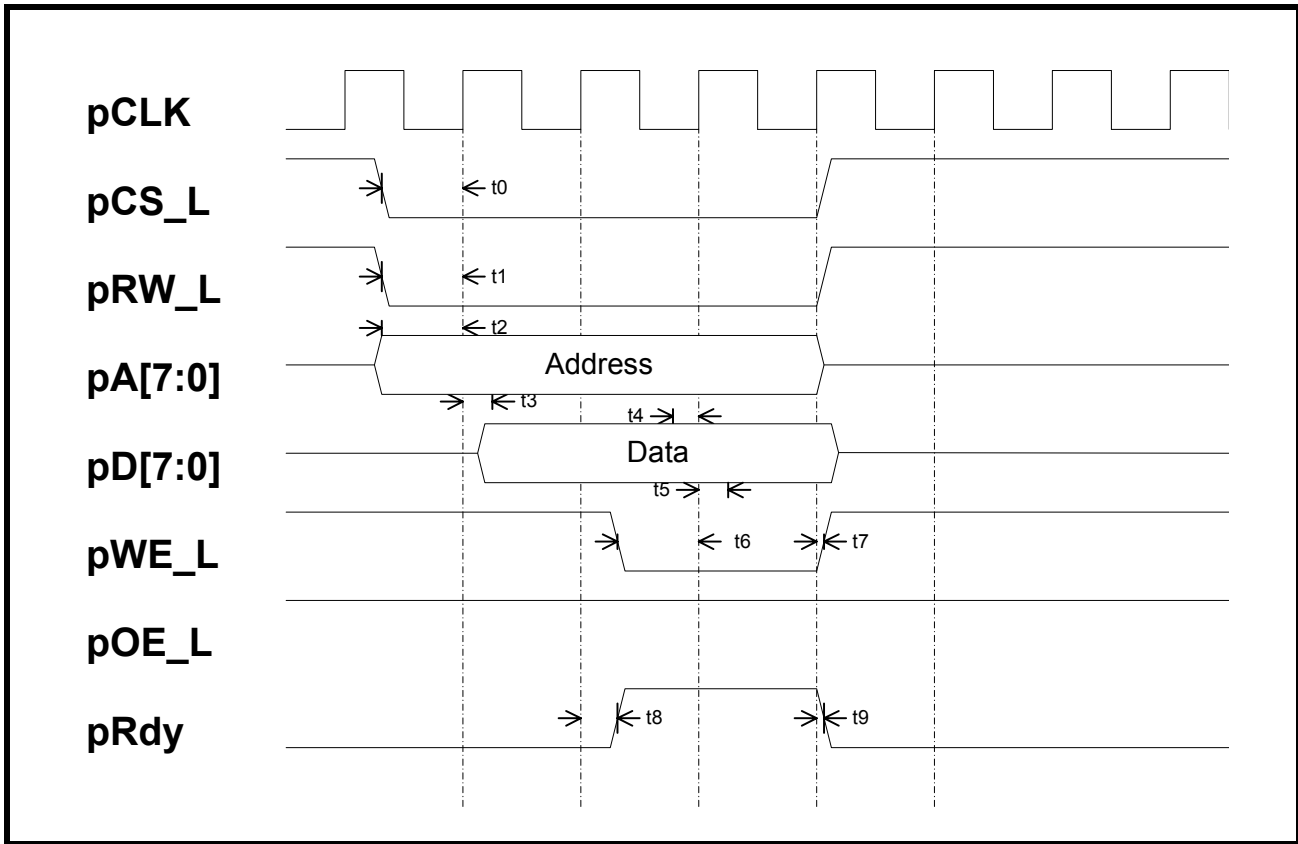 pCLK
pCS_L
t0
pRW_L
t1
t2
pA[7:0]
Address
t3
t4
pD[7:0]
Data
t5
pWE_L
t6
t7
pOE_L
pRdy
t8
t9